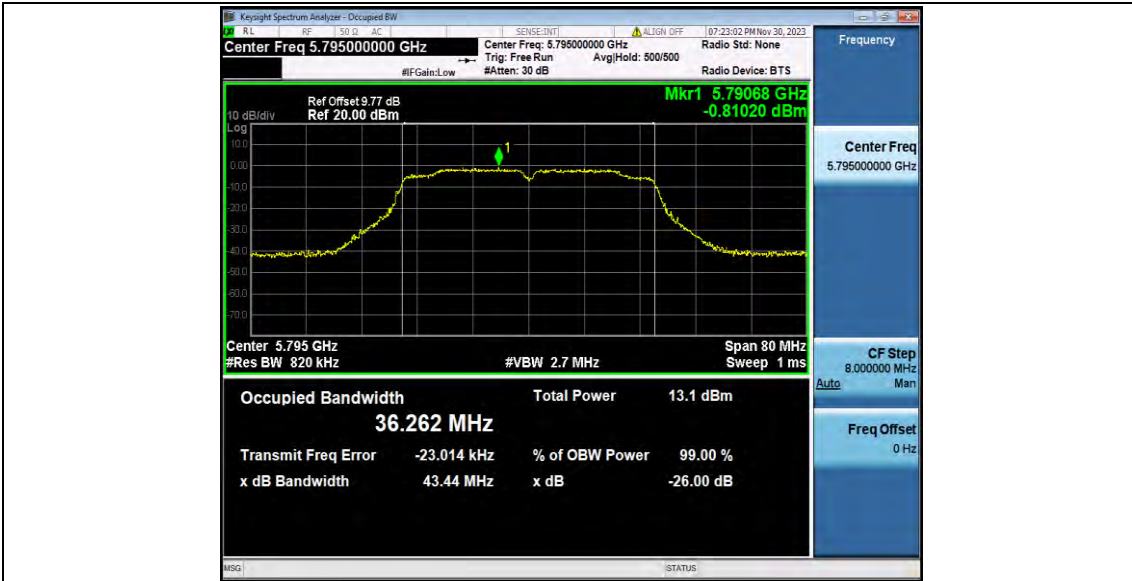 Keysight Spectrum Analyzer - Occupied BW
RL RF 50 Ω AC SENSE:INT ALIGN OFF 07:23:02 PM Nov 30, 2023
Center Freq 5.795000000 GHz
Center Freq: 5.795000000 GHz
Radio Std: None
Trig: Free Run Avg|Hold: 500/500
#IFGain:Low #Atten: 30 dB Radio Device: BTS
Frequency
Mkr1 5.79068 GHz
-0.81020 dBm
Ref Offset 9.77 dB
10 dB/div Ref 20.00 dBm
Log
10.0
0.00
-10.0
-20.0
-30.0
-40.0
-50.0
-60.0
-70.0
1
Center 5.795 GHz Span 80 MHz
#Res BW 820 kHz #VBW 2.7 MHz Sweep 1 ms
Center Freq
5.795000000 GHz
CF Step
8.000000 MHz
Auto Man
Freq Offset
0 Hz
Occupied Bandwidth Total Power 13.1 dBm
36.262 MHz
Transmit Freq Error -23.014 kHz % of OBW Power 99.00 %
x dB Bandwidth 43.44 MHz x dB -26.00 dB
MSG STATUS